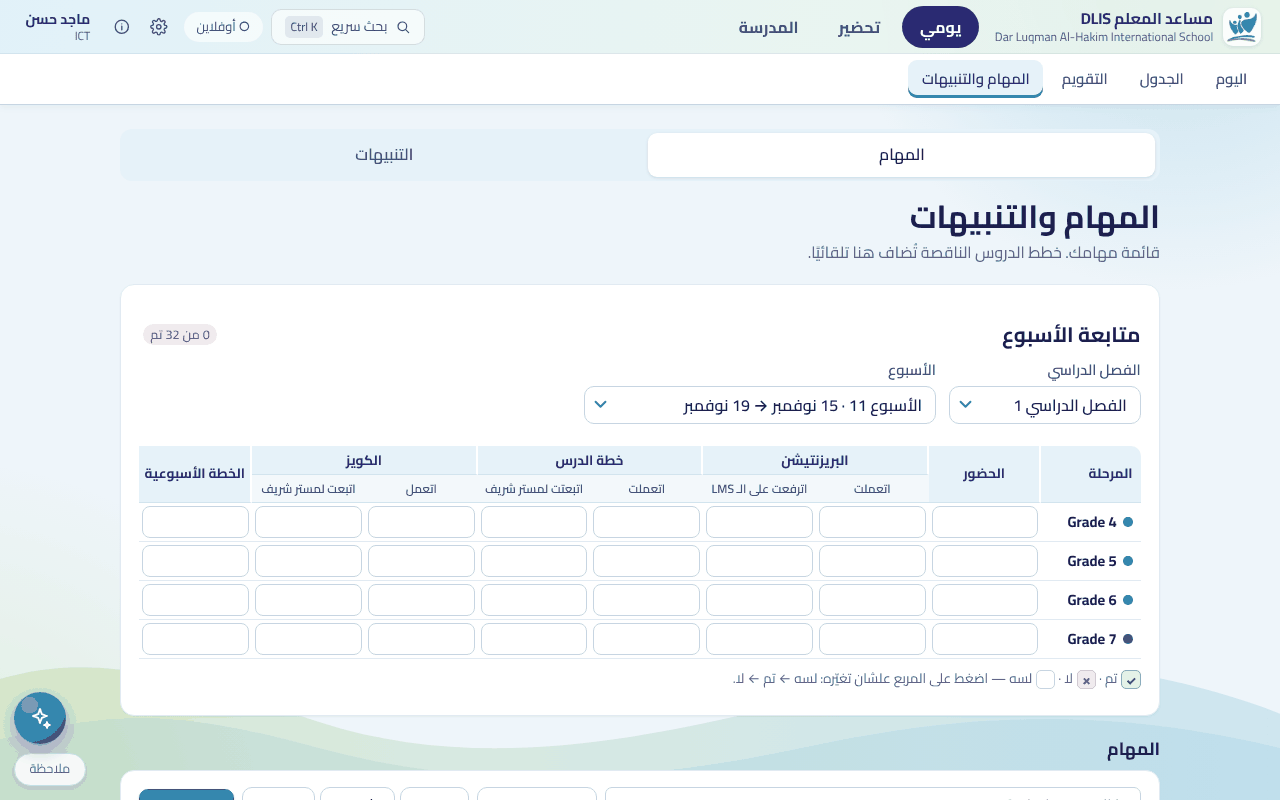 مساعد المعلم DLIS
Dar Luqman Al-Hakim International School
يومي
تحضير
المدرسة
بحث سريع Ctrl K
أوفلاين
ماجد حسن
ICT
اليوم
الجدول
التقويم
المهام والتنبيهات
المهام
التنبيهات
المهام والتنبيهات
قائمة مهامك. خطط الدروس الناقصة تُضاف هنا تلقائيًا.
متابعة الأسبوع
0 من 32 تم
الفصل الدراسي
الأسبوع
الفصل الدراسي 1
الأسبوع 11 · 15 نوفمبر → 19 نوفمبر
المرحلة
الحضور
البريزنتيشن
خطة الدرس
الكويز
الخطة الأسبوعية
اتعملت
اترفعت على الـ LMS
اتعملت
اتبعتت لمستر شريف
اتعمل
اتبعت لمستر شريف
Grade 4
Grade 5
Grade 6
Grade 7
تم · لا · لسه — اضغط على المربع علشان تغيّره: لسه ← تم ← لا.
المهام
ملاحظة